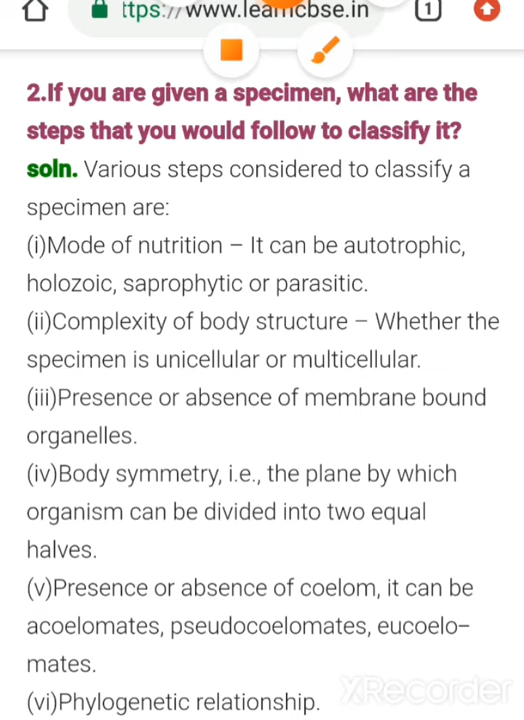 ttps://www.learncbse.in
1
2.If you are given a specimen, what are the
steps that you would follow to classify it?
soln. Various steps considered to classify a
specimen are:
(i)Mode of nutrition – It can be autotrophic,
holozoic, saprophytic or parasitic.
(ii)Complexity of body structure – Whether the
specimen is unicellular or multicellular.
(iii)Presence or absence of membrane bound
organelles.
(iv)Body symmetry, i.e., the plane by which
organism can be divided into two equal
halves.
(v)Presence or absence of coelom, it can be
acoelomates, pseudocoelomates, eucoelo–
mates.
(vi)Phylogenetic relationship.
XRecorder